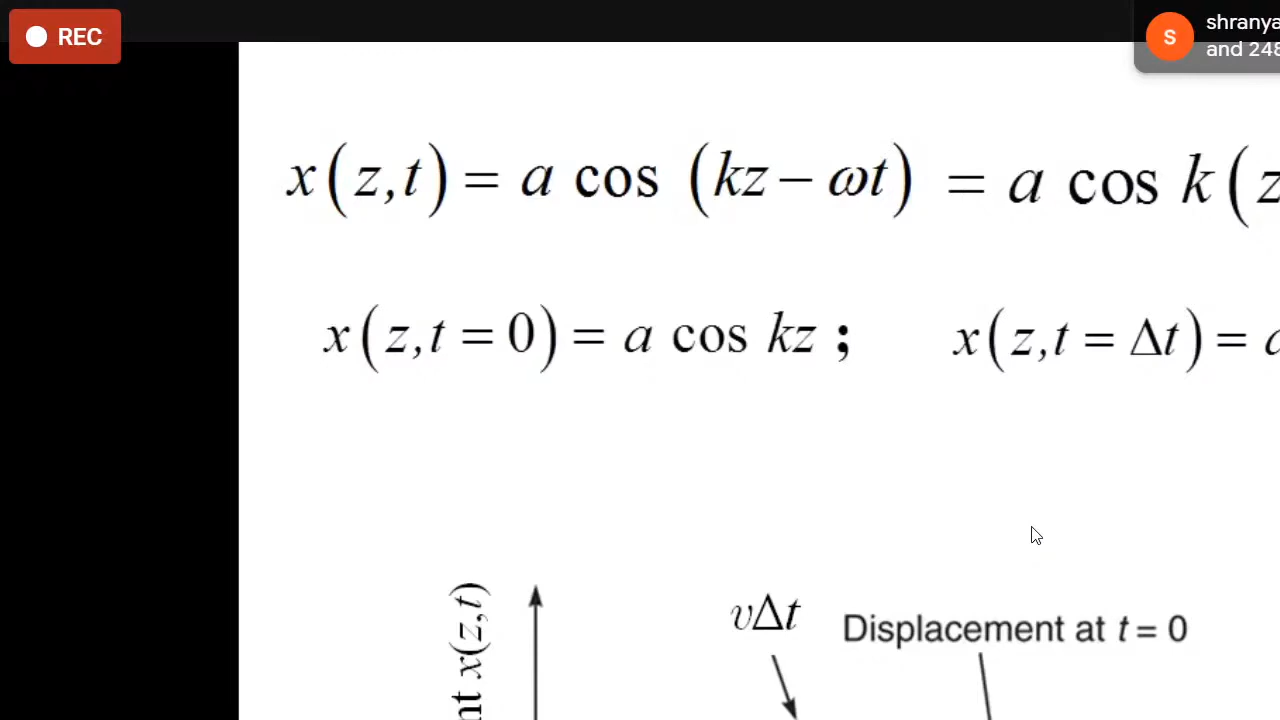 REC
shranya
and 248
x(z,t) = a cos (kz − ωt) = a cos k(z
x(z,t = 0) = a cos kz ; x(z,t = Δt) = a
vΔt
Displacement at t = 0
x(z,t)